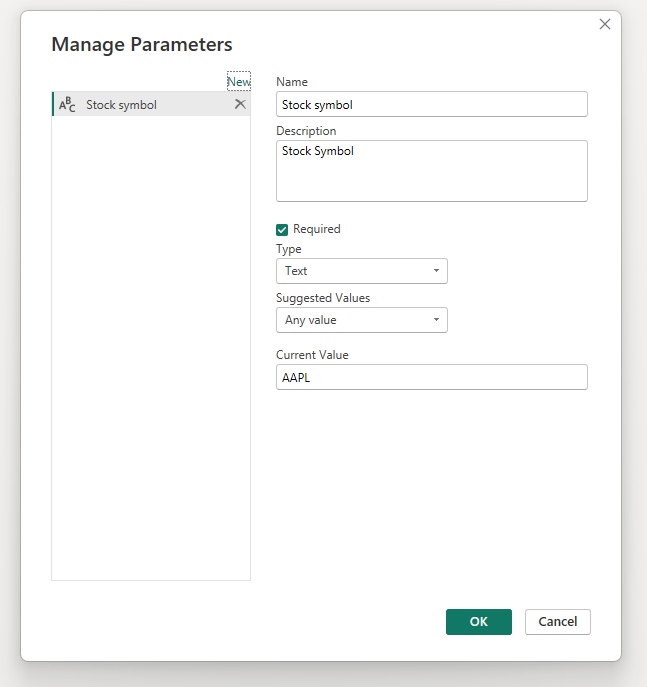 Manage Parameters
New
ABC Stock symbol
Name
Stock symbol
Description
Stock Symbol
Required
Type
Text
Suggested Values
Any value
Current Value
AAPL
OK Cancel